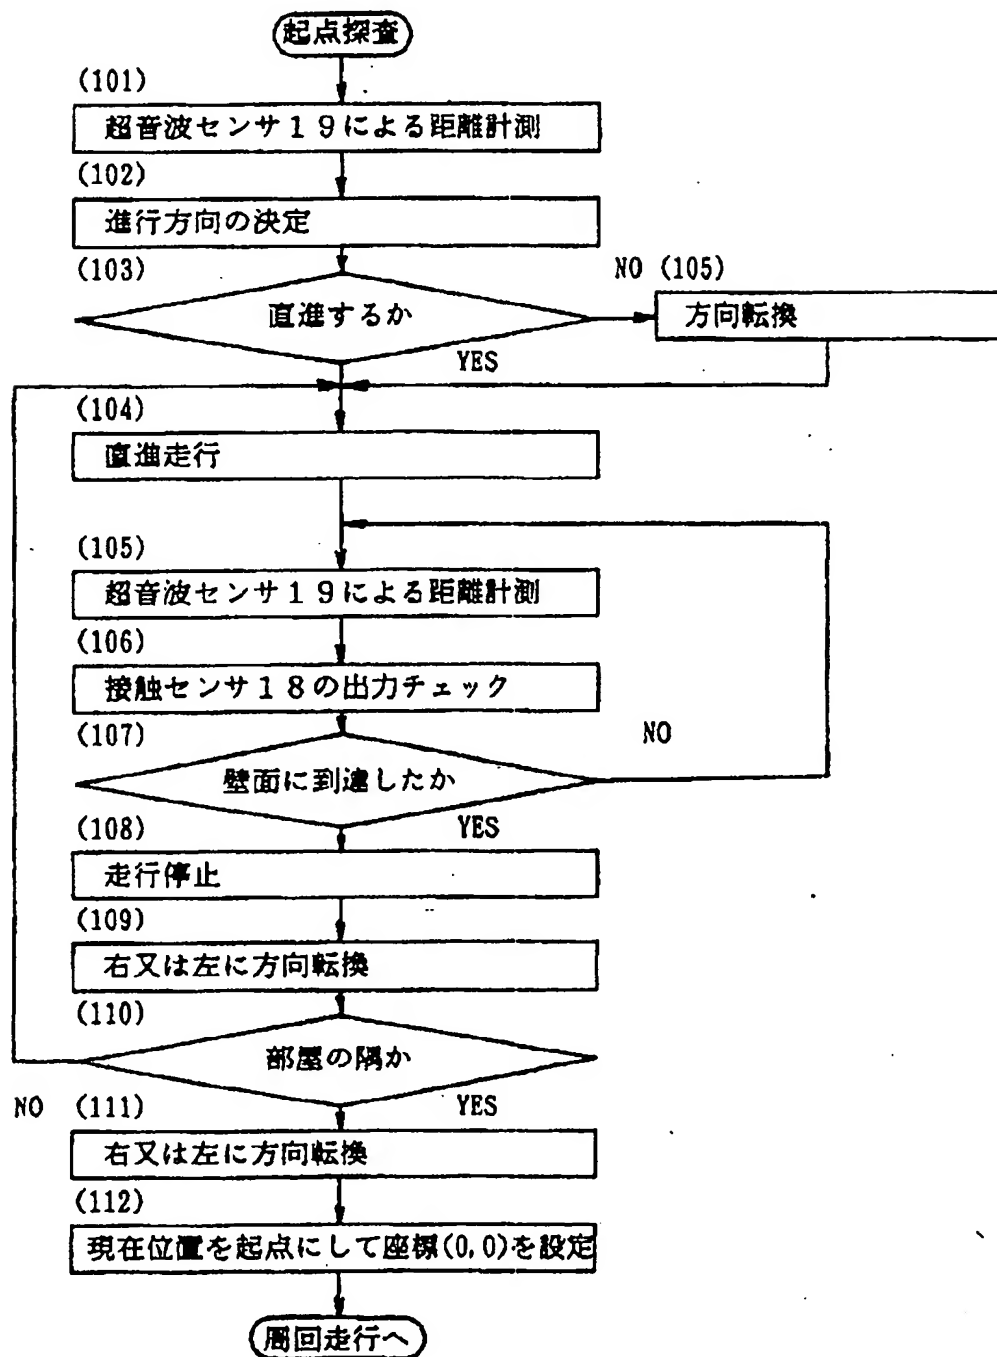 起点探査
(101)
超音波センサ19による距離計測
(102)
進行方向の決定
(103)
直進するか
NO (105)
方向転換
YES
(104)
直進走行
(105)
超音波センサ19による距離計測
(106)
接触センサ18の出力チェック
(107)
NO
壁面に到達したか
(108)
YES
走行停止
(109)
右又は左に方向転換
(110)
部屋の隅か
NO (111)
YES
右又は左に方向転換
(112)
現在位置を起点にして座標(0,0)を設定
周回走行へ